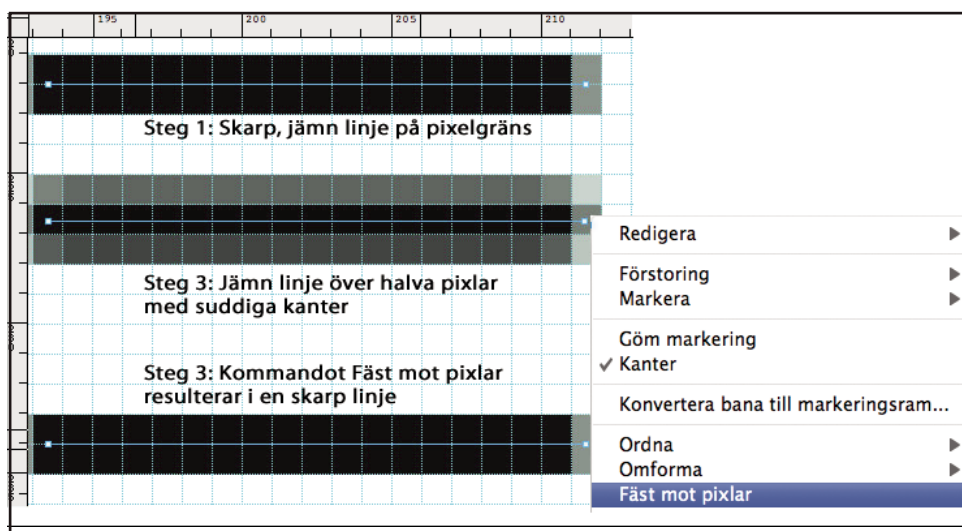 195 200 205 210
Steg 1: Skarp, jämn linje på pixelgräns
Steg 3: Jämn linje över halva pixlar
med suddiga kanter
Steg 3: Kommandot Fäst mot pixlar
resulterar i en skarp linje
Redigera
Förstoring
Markera
Göm markering
✓ Kanter
Konvertera bana till markeringsram...
Ordna
Omforma
Fäst mot pixlar